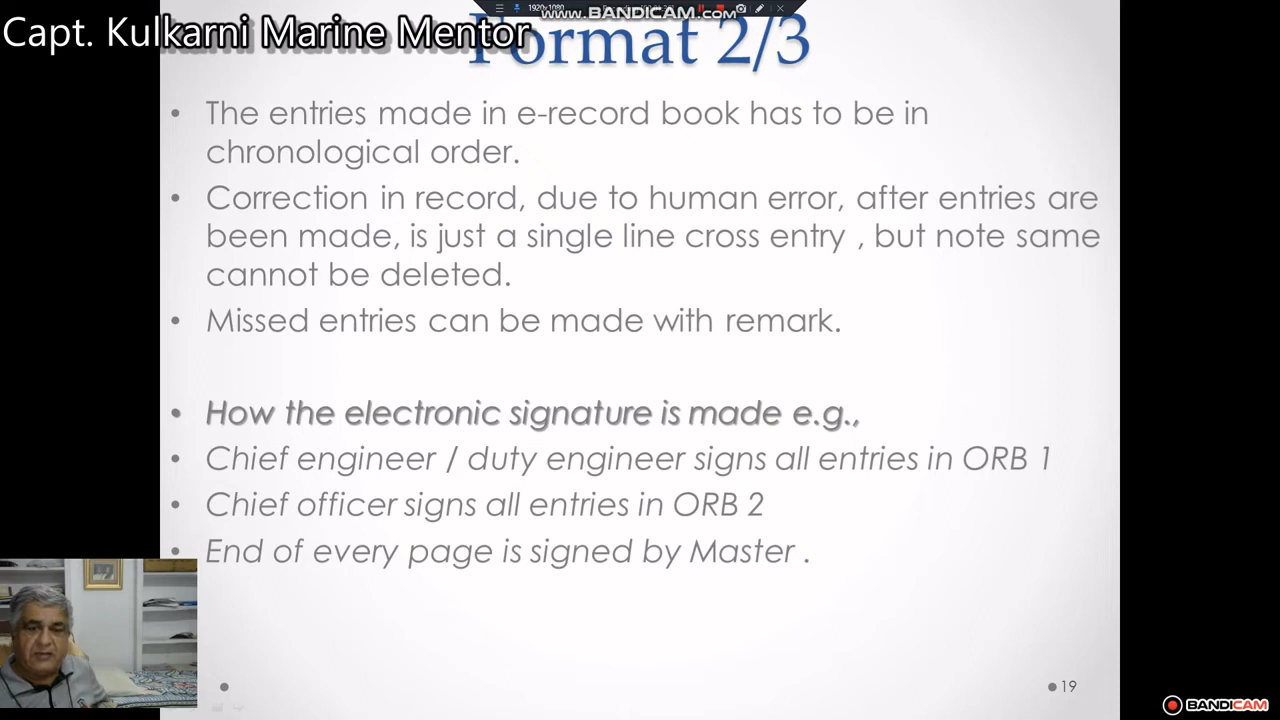 1920x1080
www.BANDICAM.com
Capt. Kulkarni Marine Mentor
Format 2/3
• The entries made in e-record book has to be in
chronological order.
• Correction in record, due to human error, after entries are
been made, is just a single line cross entry , but note same
cannot be deleted.
• Missed entries can be made with remark.
• How the electronic signature is made e.g.,
• Chief engineer / duty engineer signs all entries in ORB 1
• Chief officer signs all entries in ORB 2
• End of every page is signed by Master .
19
BANDICAM